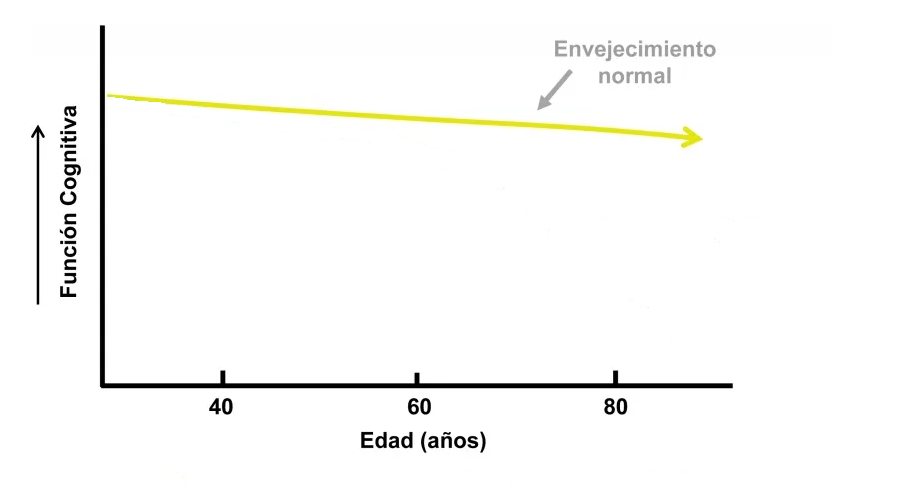 Envejecimiento
normal
Función Cognitiva
40
60
80
Edad (años)